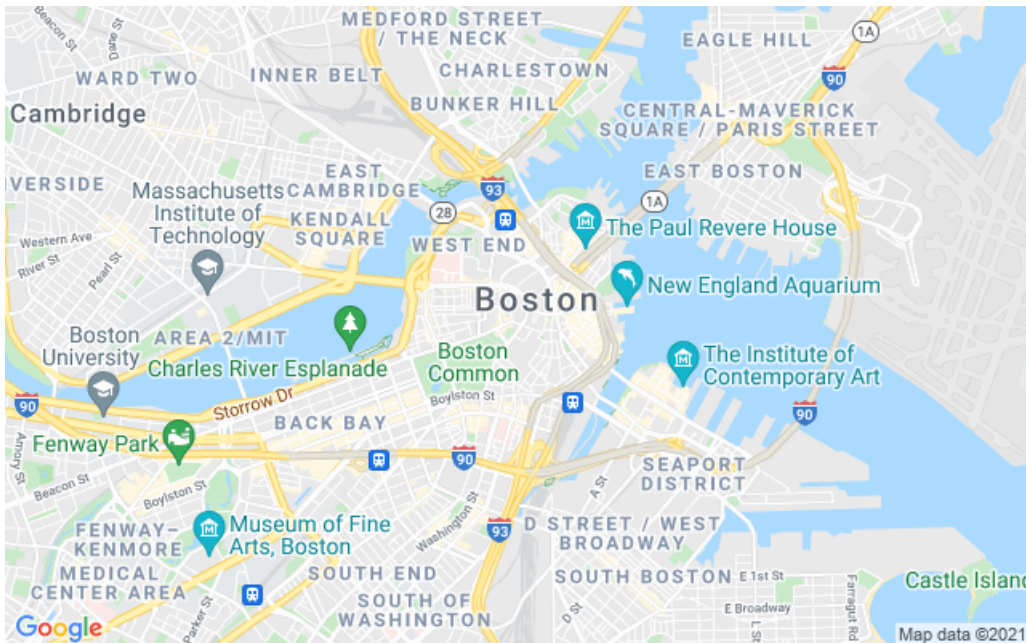 Beacon St
Dane St
MEDFORD STREET
/ THE NECK
EAGLE HILL
1A
WARD TWO
INNER BELT
CHARLESTOWN
90
BUNKER HILL
Cambridge
CENTRAL-MAVERICK
SQUARE / PARIS STREET
EAST
CAMBRIDGE
93
EAST BOSTON
IVERSIDE
Massachusetts
Institute of
Technology
KENDALL
SQUARE
28
1A
Western Ave
River St
Pearl St
WEST END
The Paul Revere House
Boston
New England Aquarium
Boston
University
AREA 2/MIT
Charles River Esplanade
Boston
Common
The Institute of
Contemporary Art
90
Storrow Dr
Boylston St
90
BACK BAY
Fenway Park
Amory St
90
Beacon St
Boylston St
SEAPORT
DISTRICT
A St
Washington St
FENWAY–
KENMORE
Museum of Fine
Arts, Boston
93
D STREET / WEST
BROADWAY
MEDICAL
CENTER AREA
SOUTH END
SOUTH BOSTON
E 1st St
Castle Island
SOUTH OF
WASHINGTON
Parker St
D St
E Broadway
L St
Farragut Rd
Google
Map data ©2021